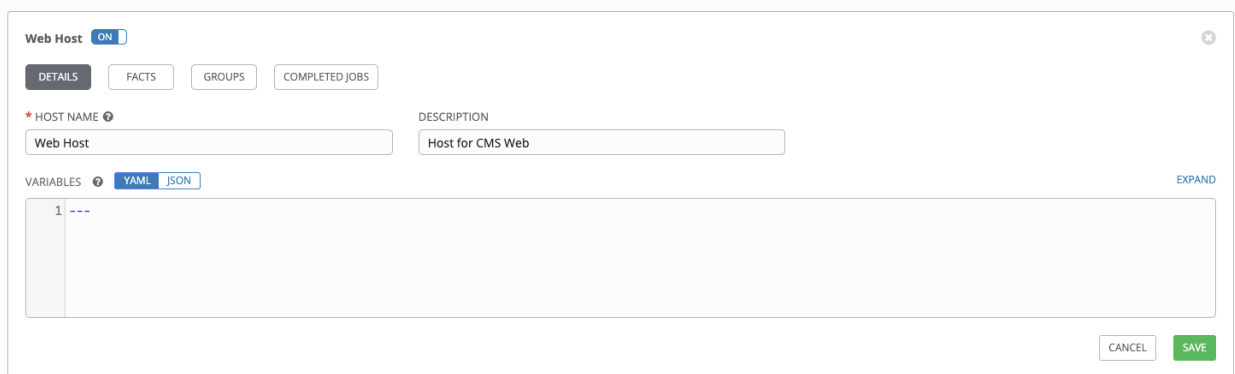 Web Host ON
DETAILS FACTS GROUPS COMPLETED JOBS
* HOST NAME ? DESCRIPTION
Web Host Host for CMS Web
VARIABLES ? YAML JSON EXPAND
1 ---
CANCEL SAVE